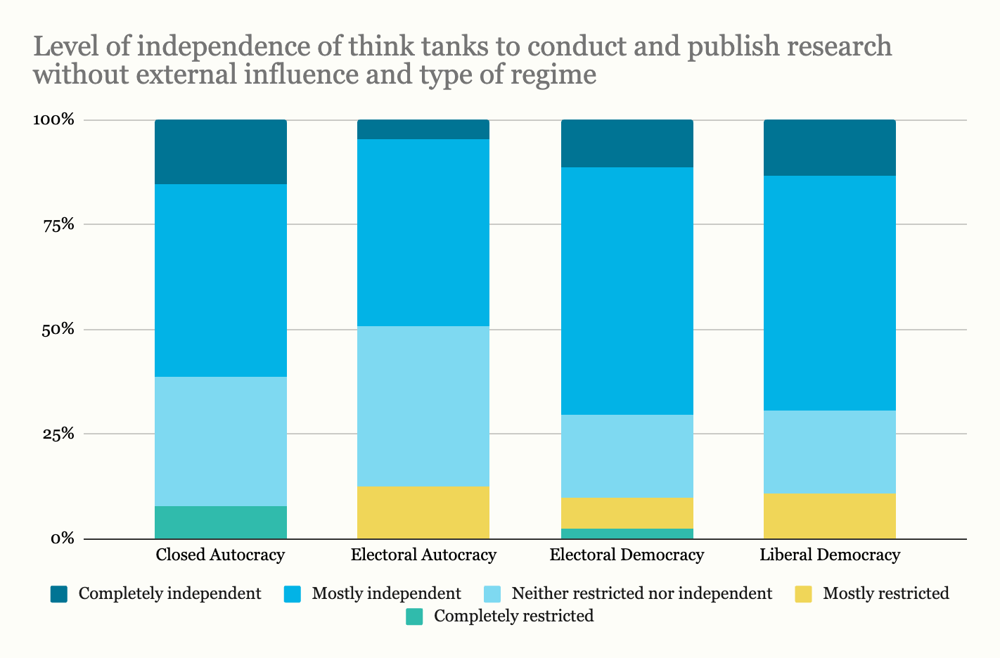 Level of independence of think tanks to conduct and publish research
without external influence and type of regime
100%
75%
50%
25%
0%
Closed Autocracy
Electoral Autocracy
Electoral Democracy
Liberal Democracy
Completely independent
Mostly independent
Neither restricted nor independent
Mostly restricted
Completely restricted